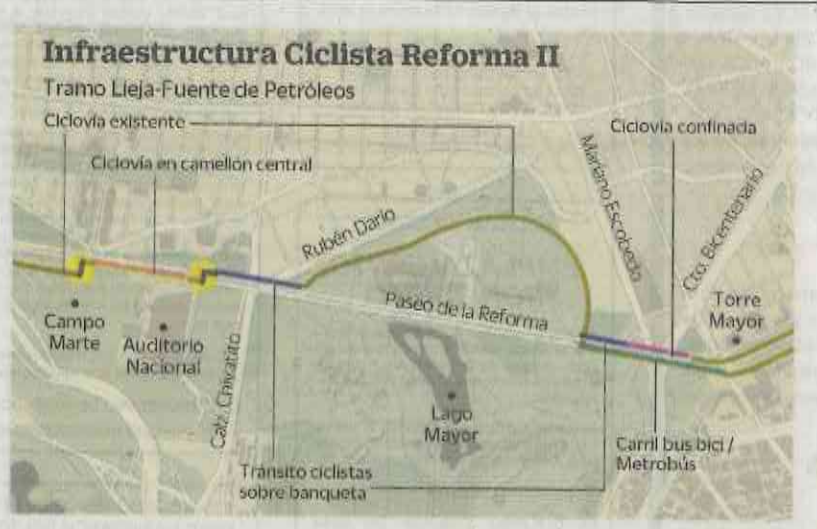 Infraestructura Ciclista Reforma II
Tramo Lieja-Fuente de Petróleos
Ciclovía existente
Ciclovía confinada
Ciclovía en camellón central
Mariano Escobedo
Cto. Bicentenario
Rubén Darío
Paseo de la Reforma
Torre
Mayor
Campo
Marte
Auditorio
Nacional
Calz. Chivatito
Lago
Mayor
Carril bus bici /
Metrobús
Tránsito ciclistas
sobre banqueta